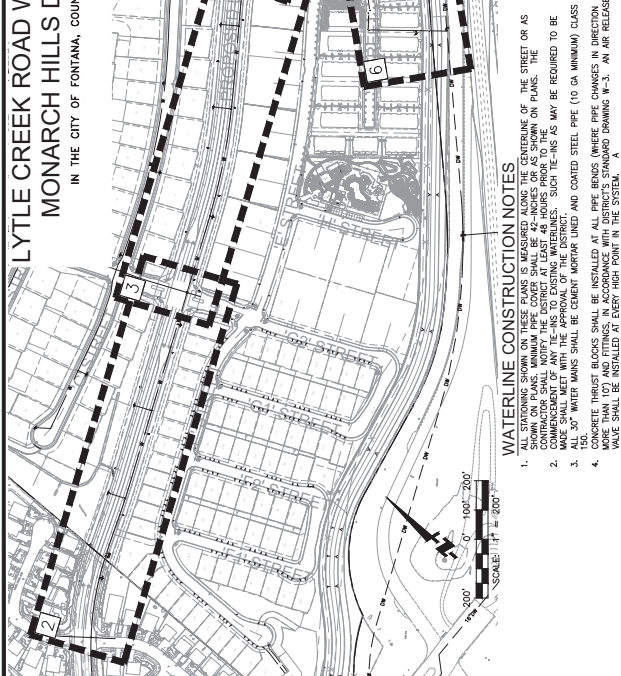 LYTLE CREEK ROAD W
MONARCH HILLS D
IN THE CITY OF FONTANA, COUN
2
3
6
16"DW
DW
DW
DW
DW
DW
200'
0'
100'
200'
SCALE: 1" = 200'
WATERLINE CONSTRUCTION NOTES
1. ALL STATIONING SHOWN ON THESE PLANS IS MEASURED ALONG THE CENTERLINE OF THE STREET OR AS
SHOWN ON PLANS. MINIMUM PIPE COVER SHALL BE 42-INCHES OR AS SHOWN ON PLANS. THE
CONTRACTOR SHALL NOTIFY THE DISTRICT AT LEAST 48 HOURS PRIOR TO THE
2. COMMENCEMENT OF ANY TIE-INS TO EXISTING WATERLINES. SUCH TIE-INS AS MAY BE REQUIRED TO BE
MADE SHALL MEET WITH THE APPROVAL OF THE DISTRICT.
3. ALL 30" WATER MAINS SHALL BE CEMENT MORTAR LINED AND COATED STEEL PIPE (10 GA MINIMUM) CLASS
150.
4. CONCRETE THRUST BLOCKS SHALL BE INSTALLED AT ALL PIPE BENDS (WHERE PIPE CHANGES IN DIRECTION
MORE THAN 10°) AND FITTINGS, IN ACCORDANCE WITH DISTRICT'S STANDARD DRAWING W-3. AN AIR RELEASE
VALVE SHALL BE INSTALLED AT EVERY HIGH POINT IN THE SYSTEM. A